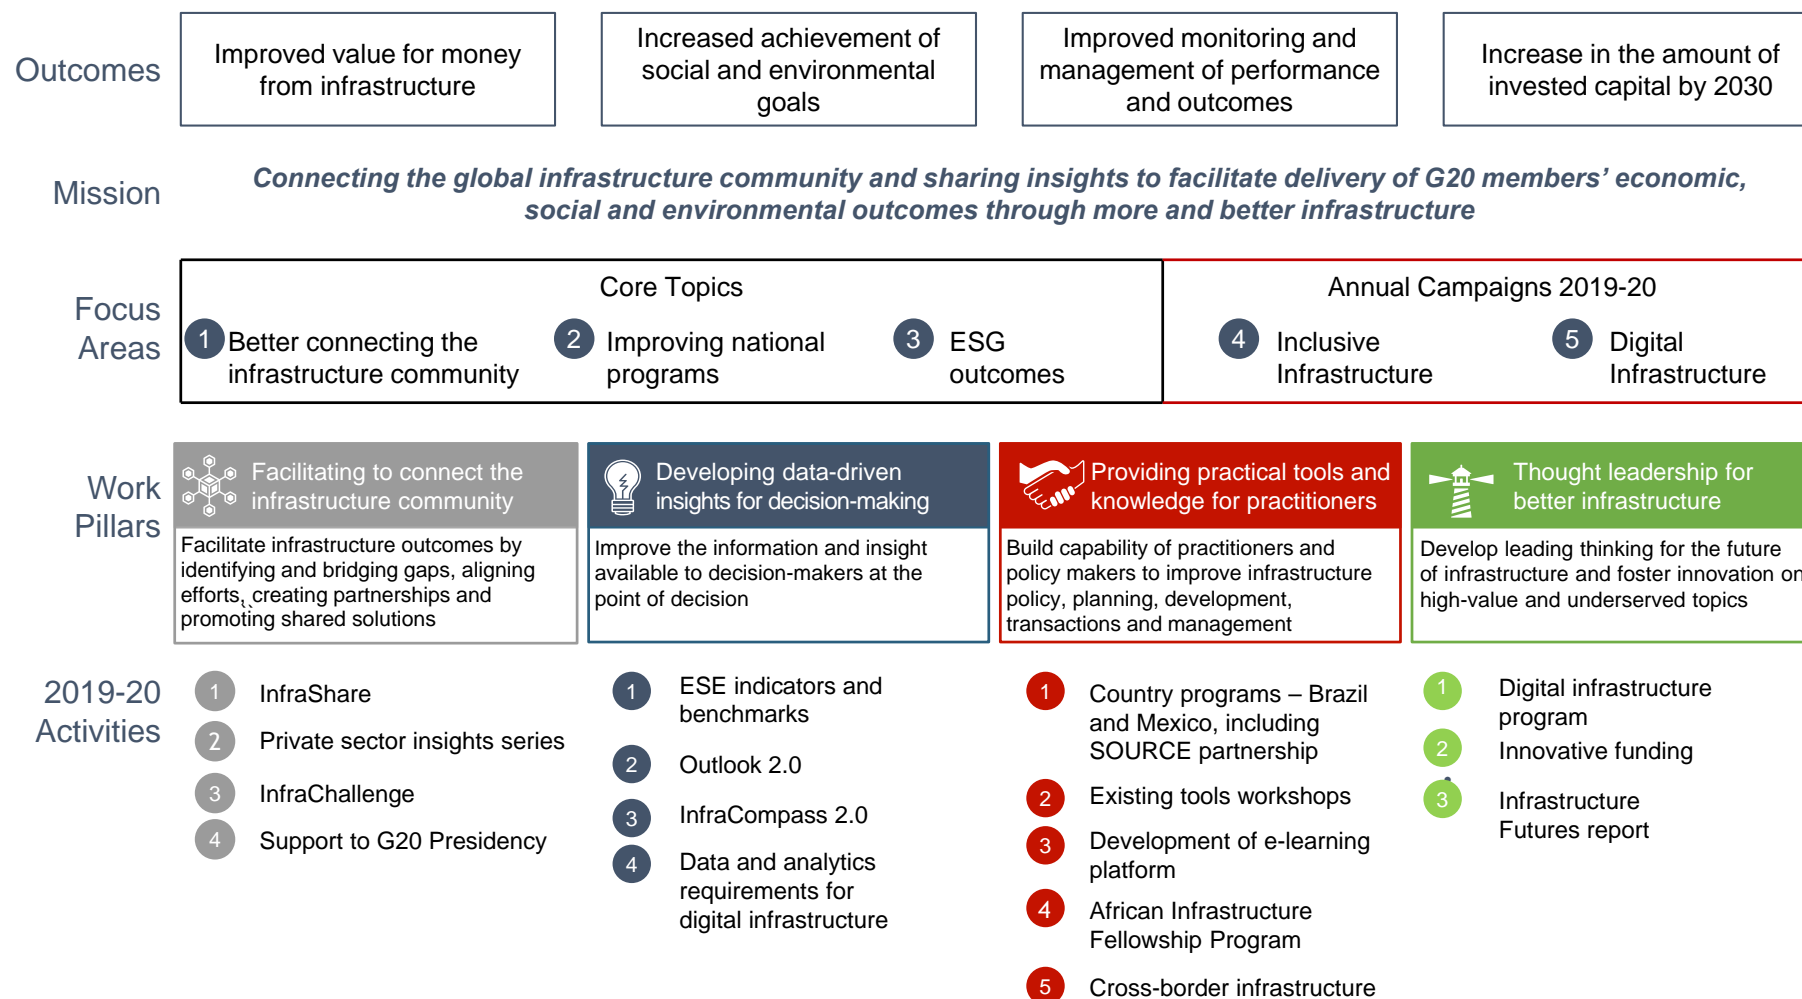 Outcomes
Improved value for money
from infrastructure
Increased achievement of
social and environmental
goals
Improved monitoring and
management of performance
and outcomes
Increase in the amount of
invested capital by 2030
Mission
Connecting the global infrastructure community and sharing insights to facilitate delivery of G20 members’ economic,
social and environmental outcomes through more and better infrastructure
Focus
Areas
Core Topics
1 Better connecting the
infrastructure community
2 Improving national
programs
3 ESG
outcomes
Annual Campaigns 2019-20
4 Inclusive
Infrastructure
5 Digital
Infrastructure
Work
Pillars
Facilitating to connect the
infrastructure community
Facilitate infrastructure outcomes by
identifying and bridging gaps, aligning
efforts, creating partnerships and
promoting shared solutions
Developing data-driven
insights for decision-making
Improve the information and insight
available to decision-makers at the
point of decision
Providing practical tools and
knowledge for practitioners
Build capability of practitioners and
policy makers to improve infrastructure
policy, planning, development,
transactions and management
Thought leadership for
better infrastructure
Develop leading thinking for the future
of infrastructure and foster innovation on
high-value and underserved topics
2019-20
Activities
1 InfraShare
2 Private sector insights series
3 InfraChallenge
4 Support to G20 Presidency
1 ESE indicators and
benchmarks
2 Outlook 2.0
3 InfraCompass 2.0
4 Data and analytics
requirements for
digital infrastructure
1 Country programs – Brazil
and Mexico, including
SOURCE partnership
2 Existing tools workshops
3 Development of e-learning
platform
4 African Infrastructure
Fellowship Program
5 Cross-border infrastructure
1 Digital infrastructure
program
2 Innovative funding
3 Infrastructure
Futures report